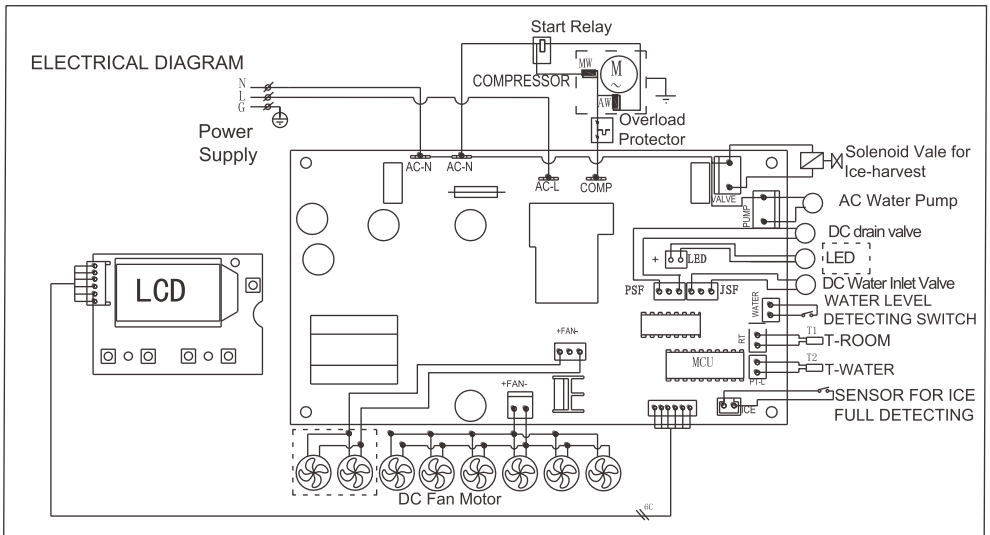 ELECTRICAL DIAGRAM
Start Relay
COMPRESSOR
MW
M
~
AW
N
L
G
Power
Supply
Overload
Protector
AC-N
AC-N
AC-L
COMP
VALVE
Solenoid Vale for
Ice-harvest
PUMP
AC Water Pump
DC drain valve
+
LED
LED
PSF
JSF
DC Water Inlet Valve
WATER
WATER LEVEL
DETECTING SWITCH
LCD
+FAN-
RT
T1
T-ROOM
MCU
T2
T-WATER
PT-L
+FAN-
ICE
SENSOR FOR ICE
FULL DETECTING
DC Fan Motor
6C